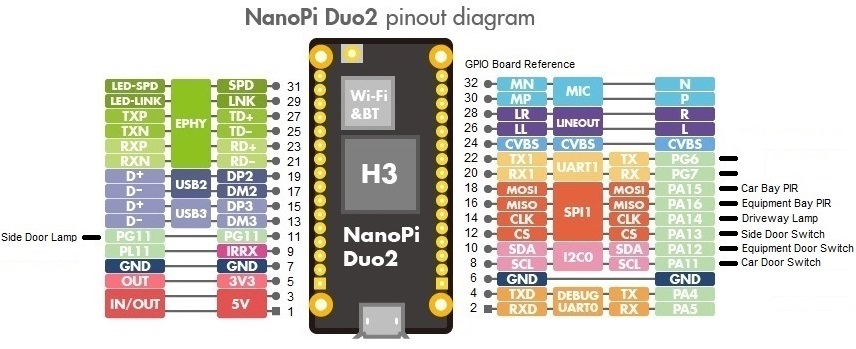 NanoPi Duo2 pinout diagram
GPIO Board Reference
LED-SPD SPD 31
LED-LINK LNK 29
TXP TD+ 27
TXN TD- 25
RXP RD+ 23
RXN RD- 21
EPHY
D+ DP2 19
D- DM2 17
USB2
D+ DP3 15
D- DM3 13
USB3
Side Door Lamp PG11 PG11 11
PL11 IRRX 9
GND GND 7
OUT 3V3 5
IN/OUT 5V 3
1
Wi-Fi
&BT
H3
NanoPi
Duo2
32 MN MIC N
30 MP P
28 LR LINEOUT R
26 LL L
24 CVBS CVBS CVBS
22 TX1 UART1 TX PG6
20 RX1 RX PG7
18 MOSI SPI1 MOSI PA15 Car Bay PIR
16 MISO MISO PA16 Equipment Bay PIR
14 CLK CLK PA14 Driveway Lamp
12 CS CS PA13 Side Door Switch
10 SDA I2C0 SDA PA12 Equipment Door Switch
8 SCL SCL PA11 Car Door Switch
6 GND GND
4 TXD DEBUG TX PA4
2 RXD UART0 RX PA5